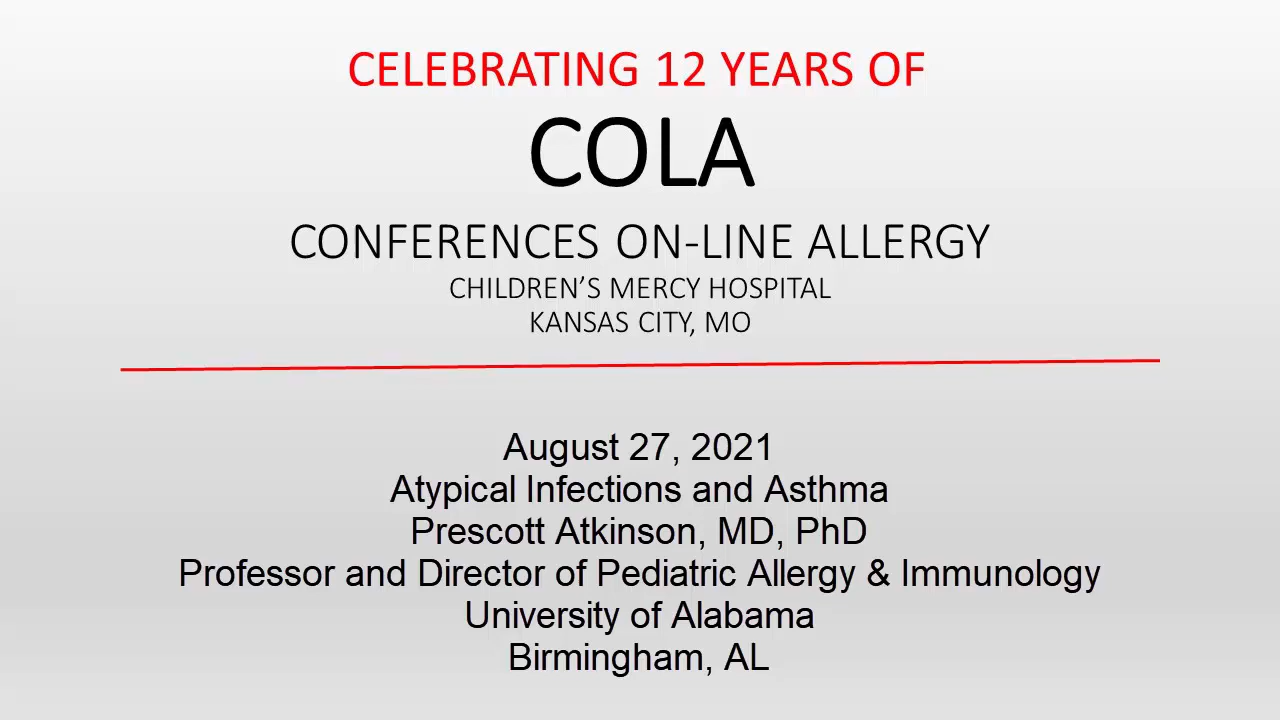 CELEBRATING 12 YEARS OF
COLA
CONFERENCES ON-LINE ALLERGY
CHILDREN’S MERCY HOSPITAL
KANSAS CITY, MO
August 27, 2021
Atypical Infections and Asthma
Prescott Atkinson, MD, PhD
Professor and Director of Pediatric Allergy & Immunology
University of Alabama
Birmingham, AL